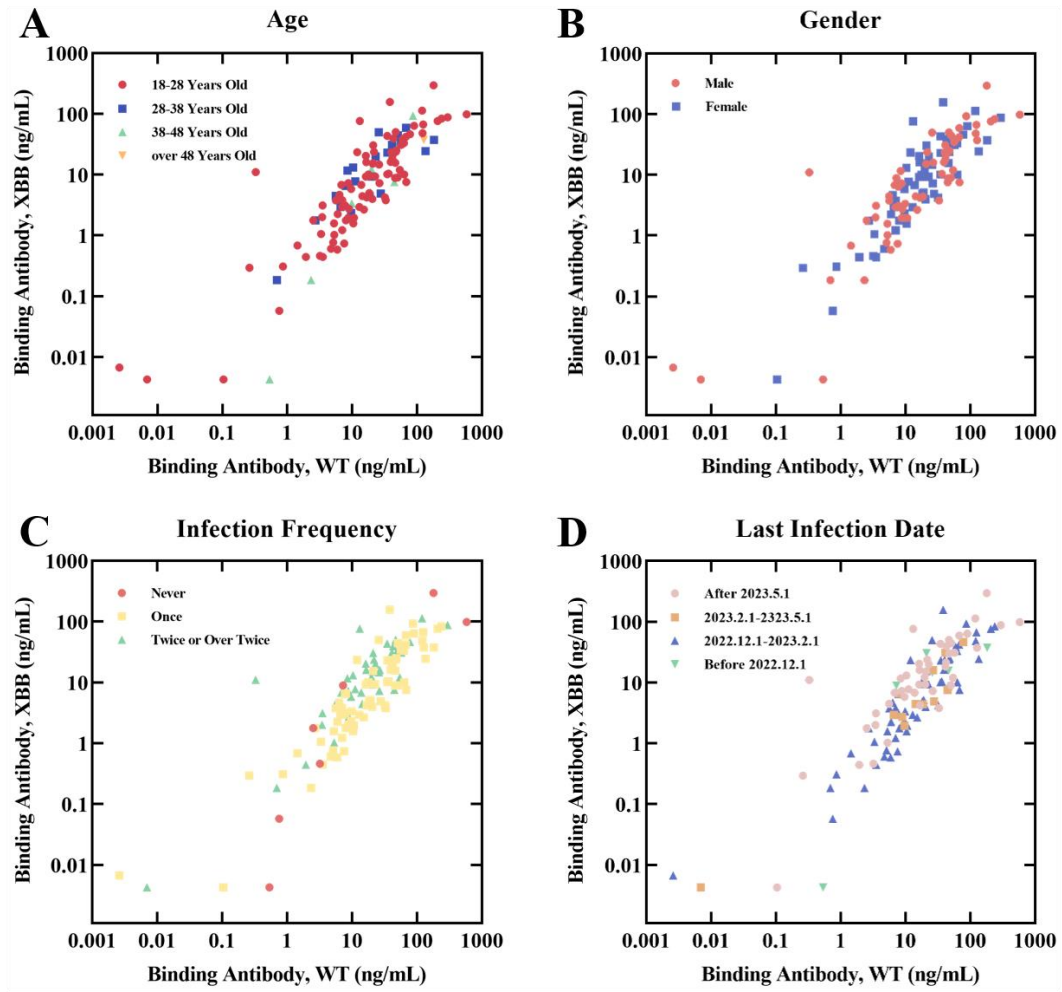 A
Age
1000
100
10
1
0.1
0.01
Binding Antibody, XBB (ng/mL)
18-28 Years Old
28-38 Years Old
38-48 Years Old
over 48 Years Old
0.001
0.01
0.1
1
10
100
1000
Binding Antibody, WT (ng/mL)
B
Gender
1000
100
10
1
0.1
0.01
Binding Antibody, XBB (ng/mL)
Male
Female
0.001
0.01
0.1
1
10
100
1000
Binding Antibody, WT (ng/mL)
C
Infection Frequency
1000
100
10
1
0.1
0.01
Binding Antibody, XBB (ng/mL)
Never
Once
Twice or Over Twice
0.001
0.01
0.1
1
10
100
1000
Binding Antibody, WT (ng/mL)
D
Last Infection Date
1000
100
10
1
0.1
0.01
Binding Antibody, XBB (ng/mL)
After 2023.5.1
2023.2.1-2323.5.1
2022.12.1-2023.2.1
Before 2022.12.1
0.001
0.01
0.1
1
10
100
1000
Binding Antibody, WT (ng/mL)